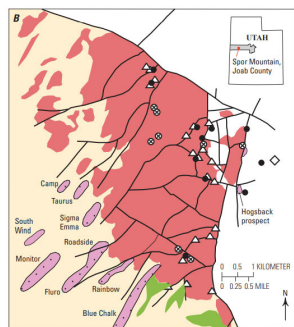 B
UTAH
Spor Mountain,
Joab County
Camp
Taurus
South
Wind
Sigma
Emma
Roadside
Monitor
Fluro
Rainbow
Blue Chalk
Hogsback
prospect
0 0.5 1 KILOMETER
0 0.25 0.5 MILE
N